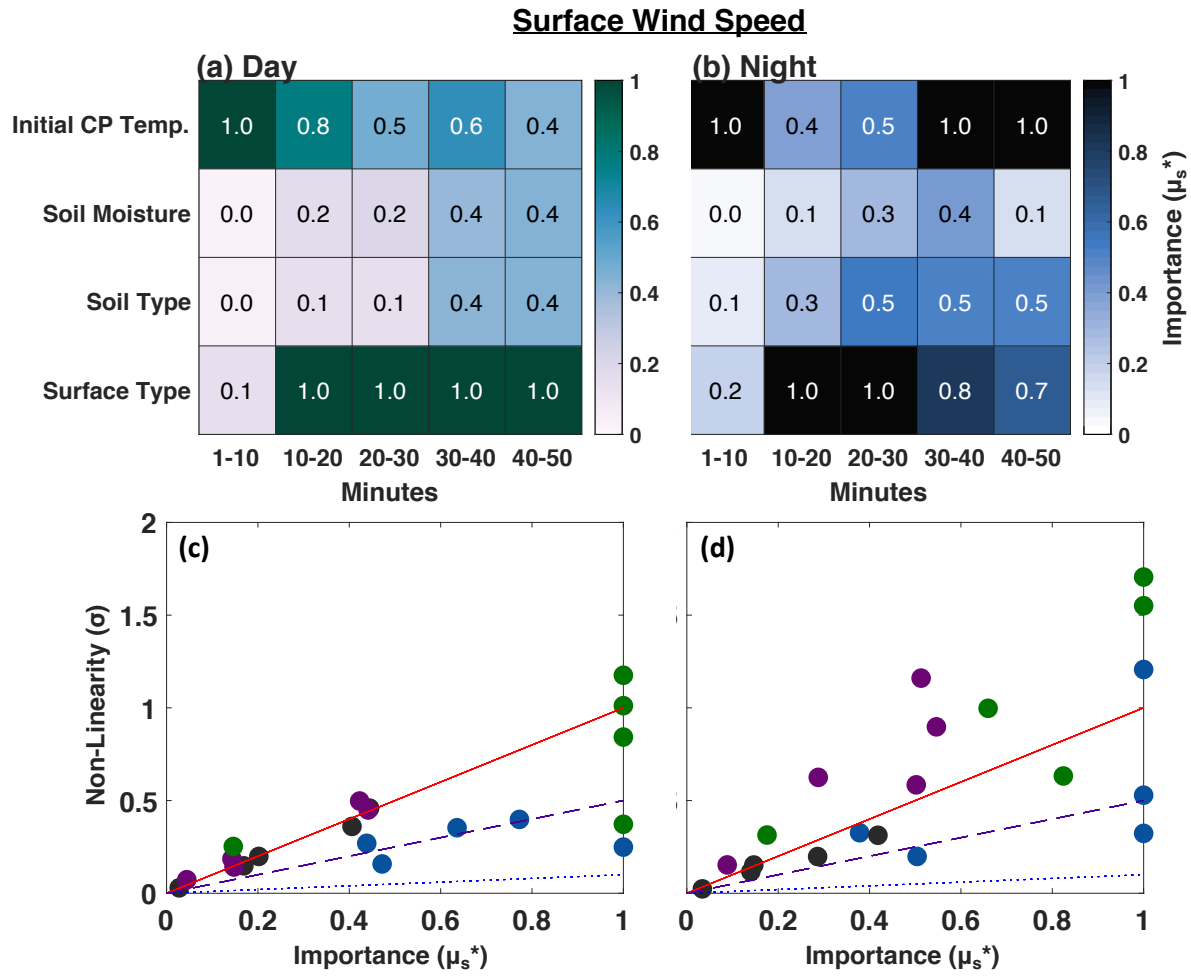 Surface Wind Speed
(a) Day
(b) Night
Initial CP Temp. 1.0 0.8 0.5 0.6 0.4
1.0 0.4 0.5 1.0 1.0
Soil Moisture 0.0 0.2 0.2 0.4 0.4
0.0 0.1 0.3 0.4 0.1
Soil Type 0.0 0.1 0.1 0.4 0.4
0.1 0.3 0.5 0.5 0.5
Surface Type 0.1 1.0 1.0 1.0 1.0
0.2 1.0 1.0 0.8 0.7
1
0.8
0.6
0.4
0.2
0
1
0.8
0.6
0.4
0.2
0
Importance (μs*)
1-10 10-20 20-30 30-40 40-50
Minutes
1-10 10-20 20-30 30-40 40-50
Minutes
(c)
2
1.5
1
0.5
0
Non-Linearity (σ)
0 0.2 0.4 0.6 0.8 1
Importance (μs*)
(d)
0 0.2 0.4 0.6 0.8 1
Importance (μs*)